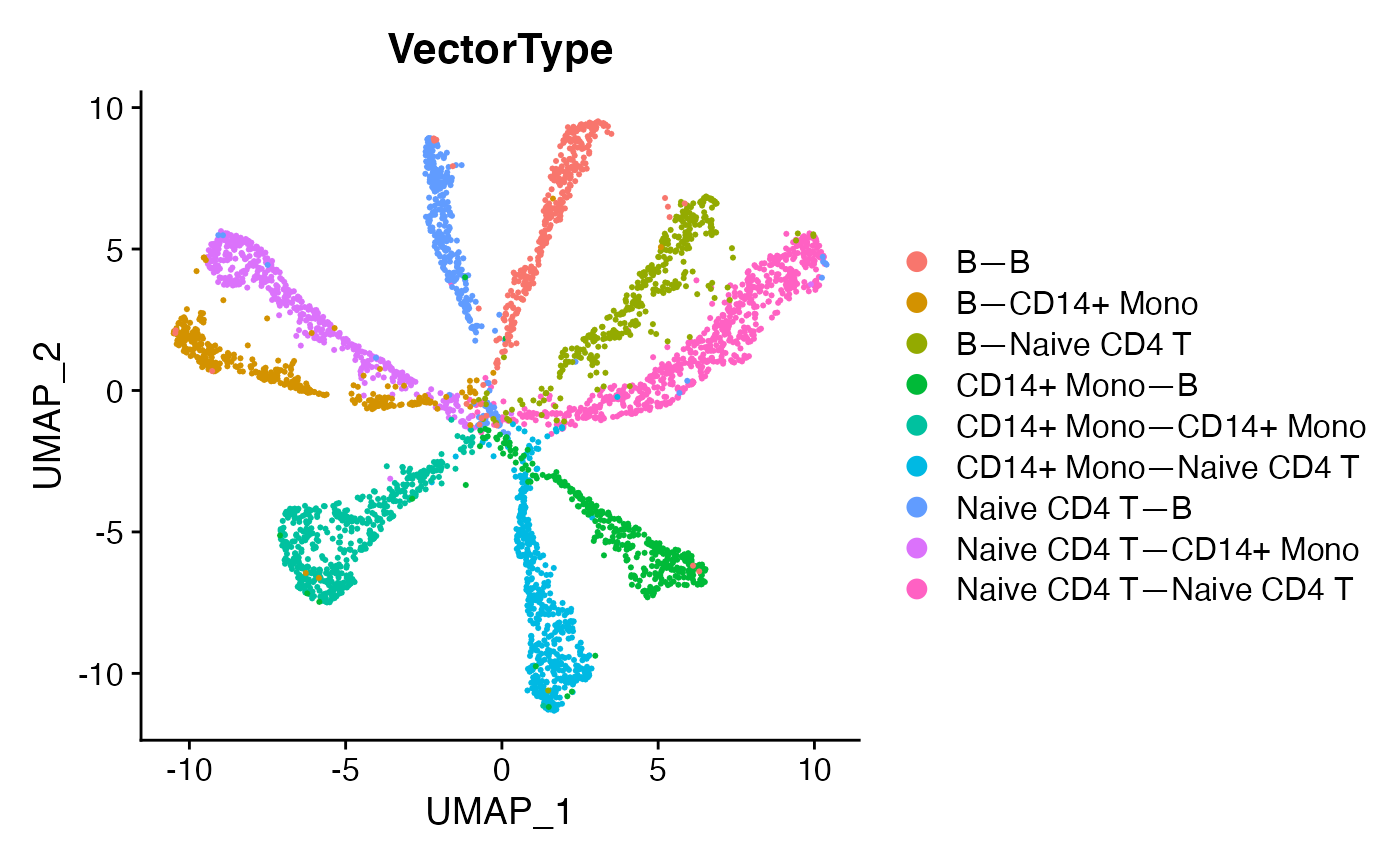 VectorType
10
5
0
-5
-10
UMAP_2
-10
-5
0
5
10
UMAP_1
B—B
B—CD14+ Mono
B—Naive CD4 T
CD14+ Mono—B
CD14+ Mono—CD14+ Mono
CD14+ Mono—Naive CD4 T
Naive CD4 T—B
Naive CD4 T—CD14+ Mono
Naive CD4 T—Naive CD4 T